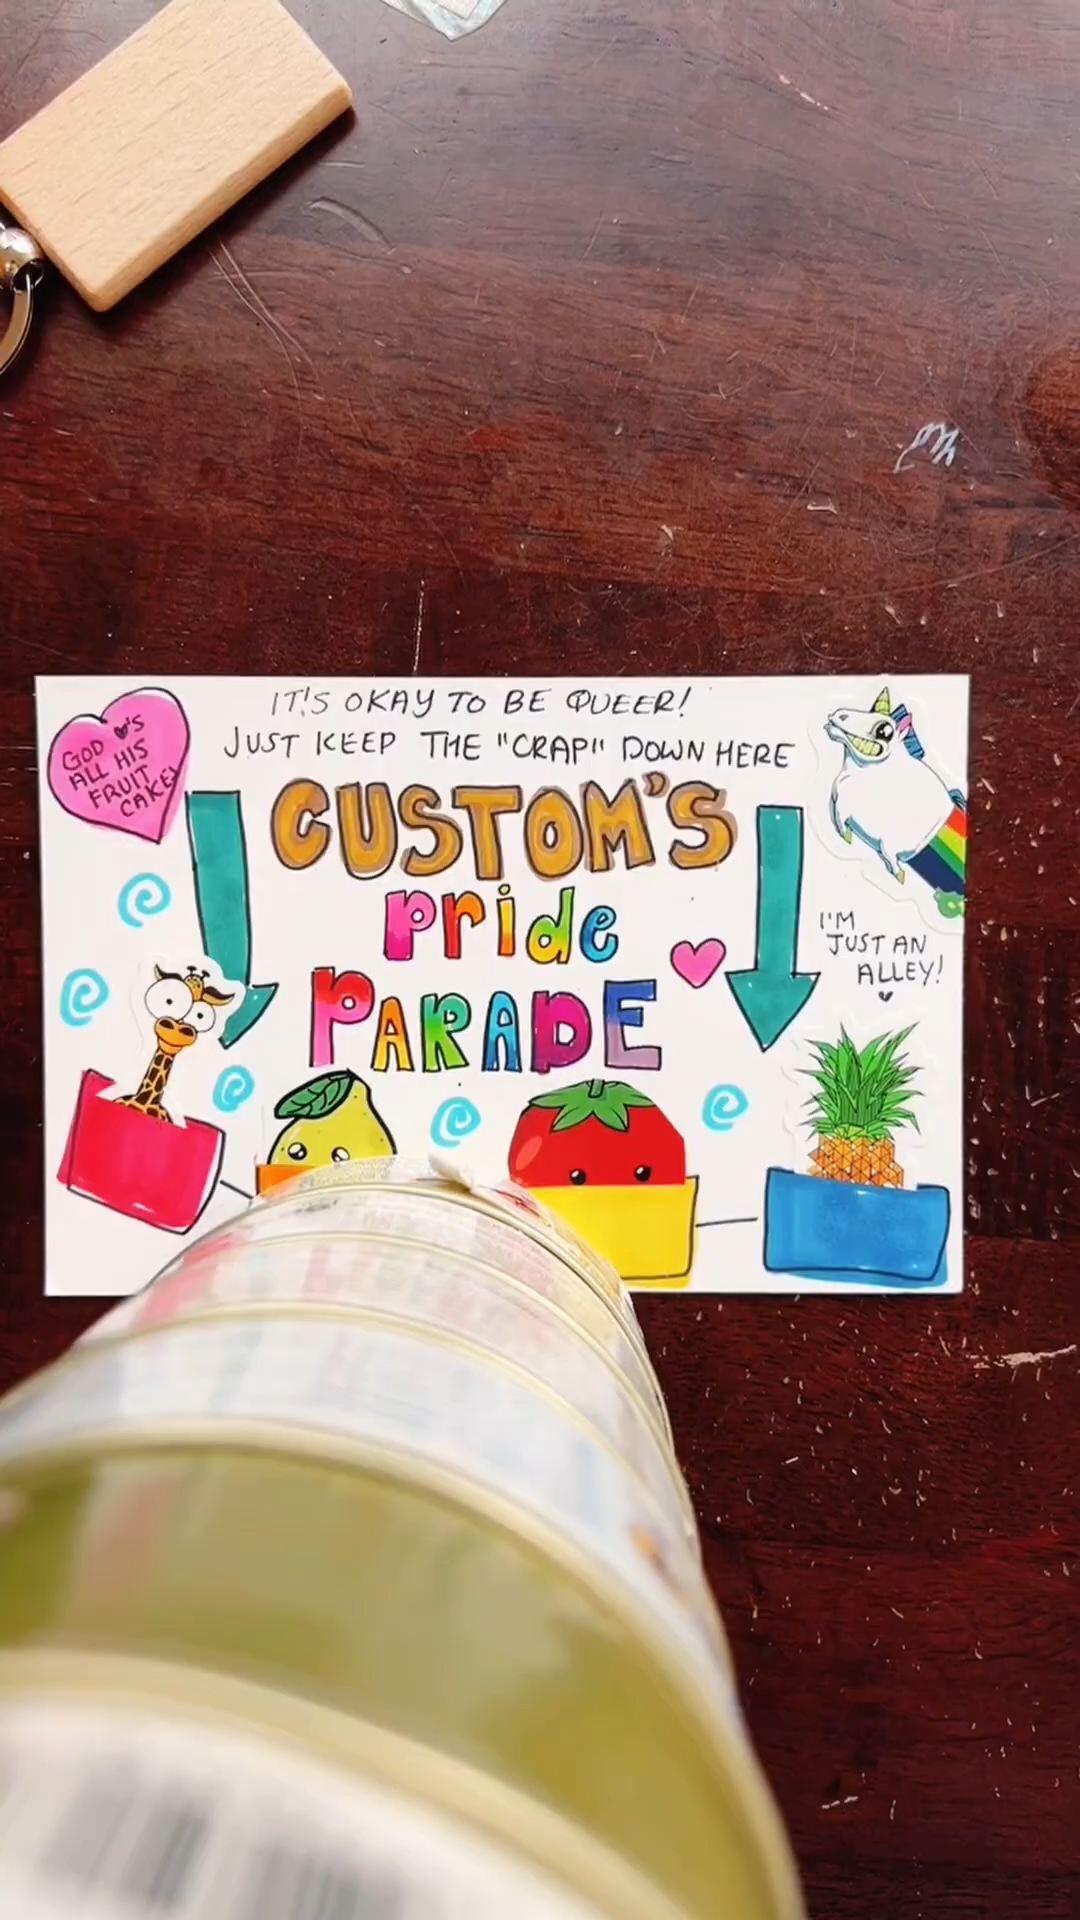 IT'S OKAY TO BE QUEER!
JUST KEEP THE "CRAP" DOWN HERE
GOD ♥'S
ALL HIS
FRUIT
CAKES
CUSTOM'S
pride
PARADE
I'M
JUST AN
ALLEY!